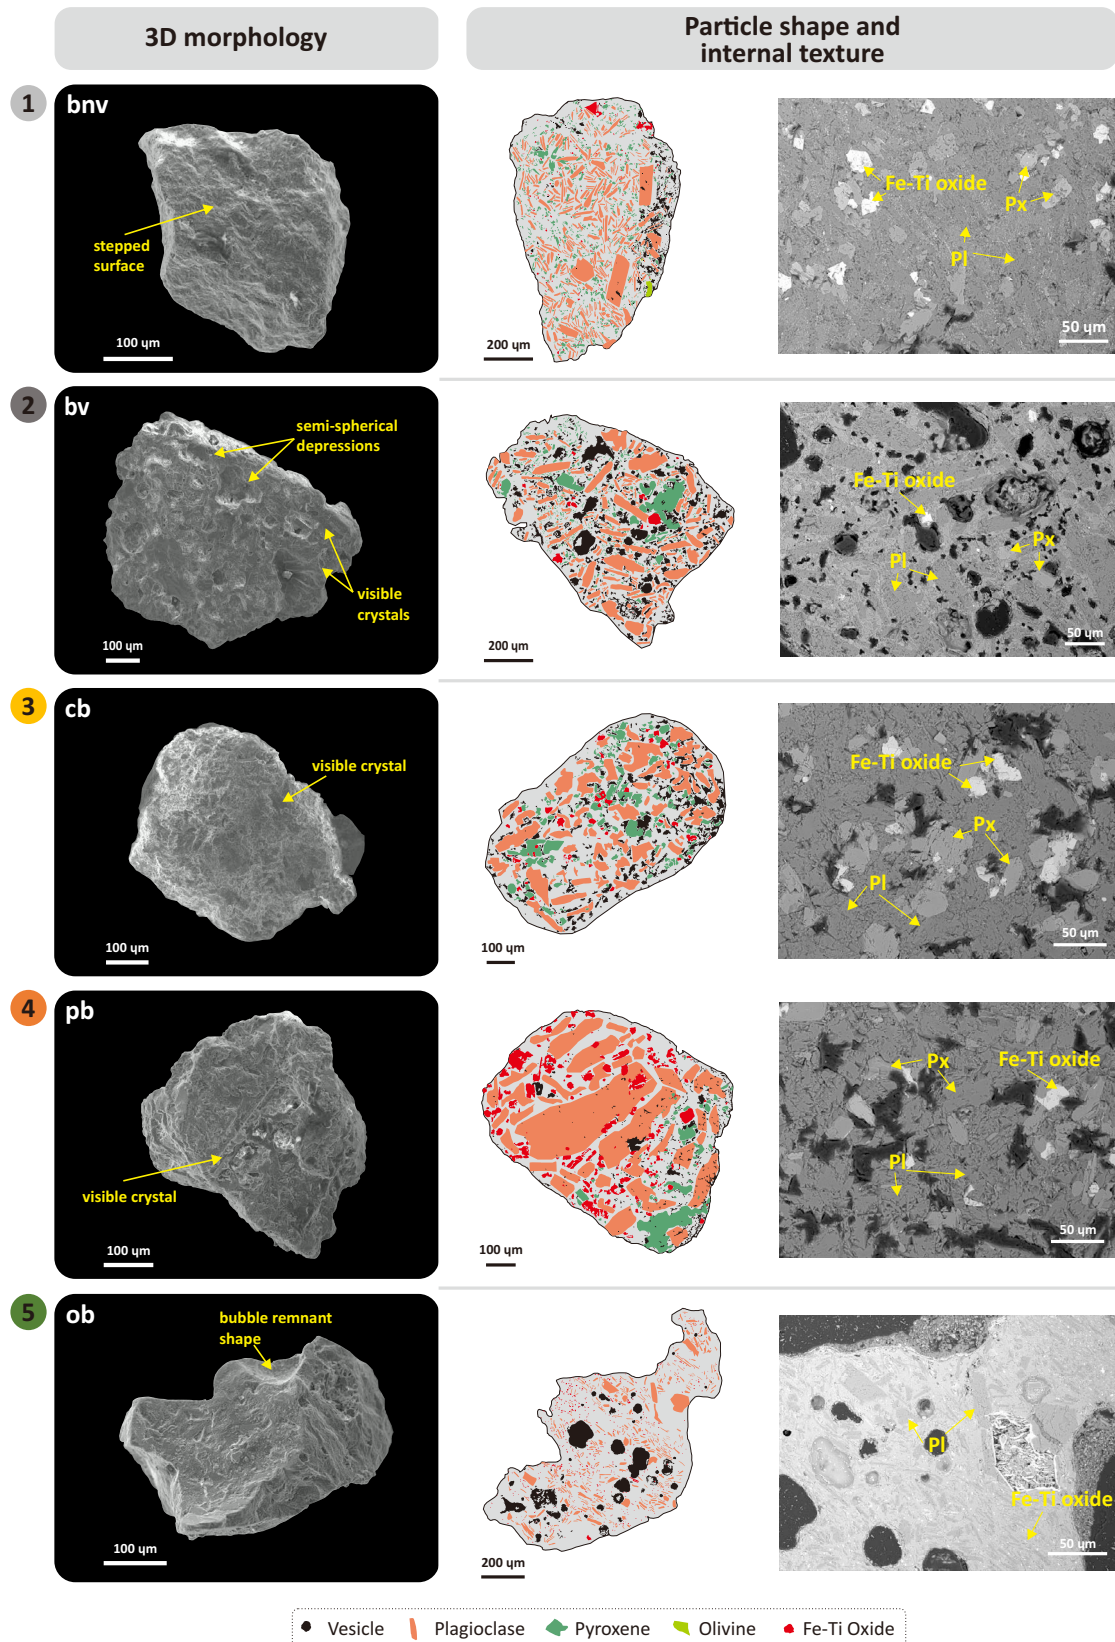 3D morphology
Particle shape and
internal texture
1
bnv
stepped
surface
100 µm
200 µm
Fe-Ti oxide
Px
Pl
50 µm
2
bv
semi-spherical
depressions
visible
crystals
100 µm
200 µm
Fe-Ti oxide
Px
Pl
50 µm
3
cb
visible crystal
100 µm
100 µm
Fe-Ti oxide
Px
Pl
50 µm
4
pb
visible crystal
100 µm
100 µm
Px
Fe-Ti oxide
Pl
50 µm
5
ob
bubble remnant
shape
100 µm
200 µm
Pl
Fe-Ti oxide
50 µm
Vesicle Plagioclase Pyroxene Olivine Fe-Ti Oxide